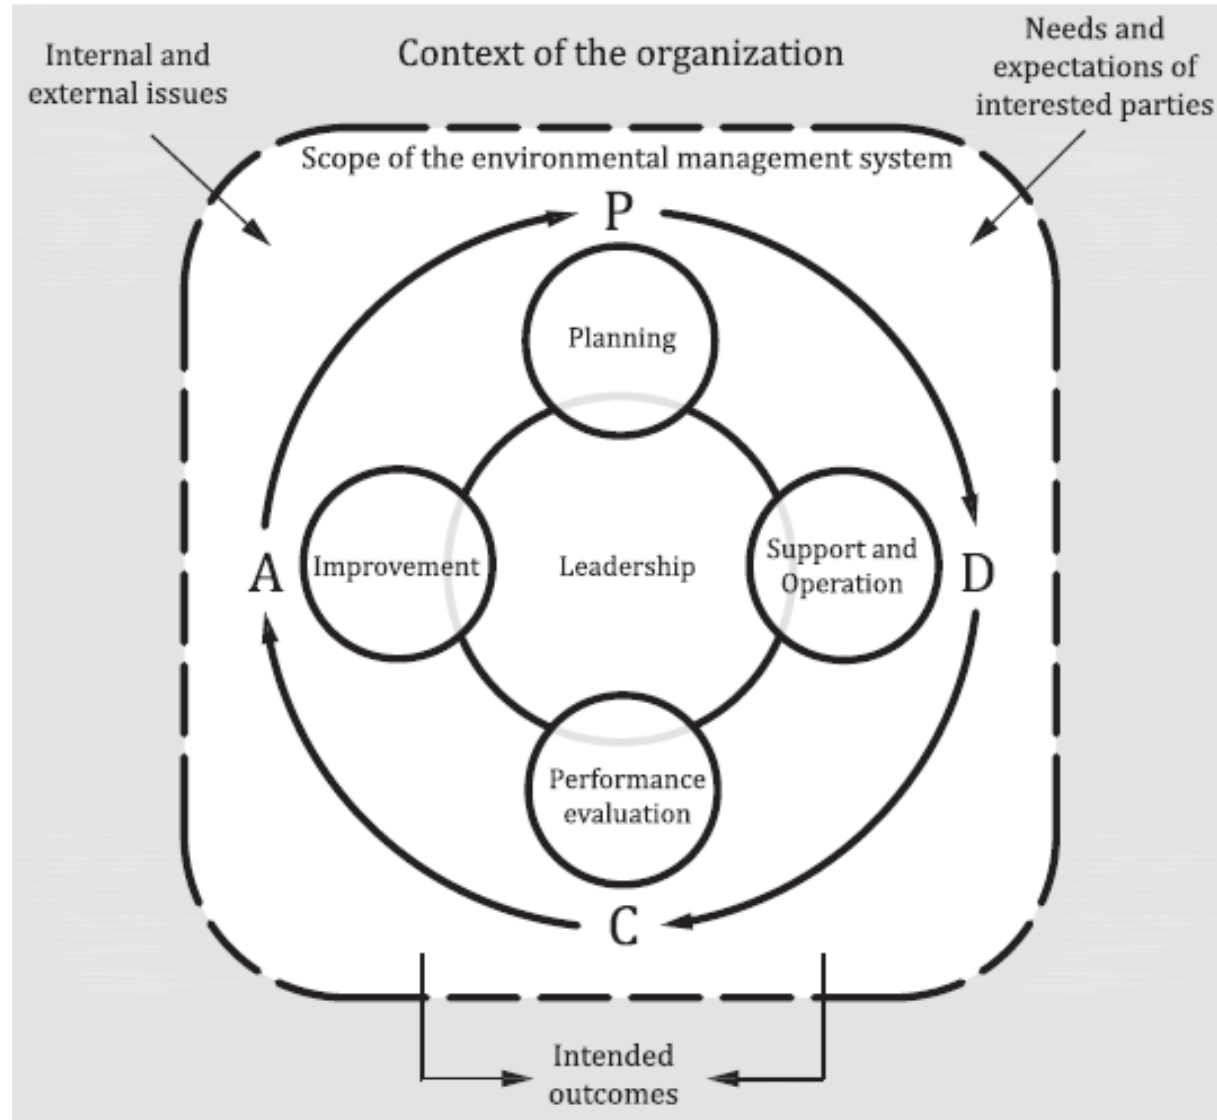 Internal and
external issues
Context of the organization
Needs and
expectations of
interested parties
Scope of the environmental management system
P
Planning
A
Improvement
Leadership
Support and
Operation
D
Performance
evaluation
C
Intended
outcomes